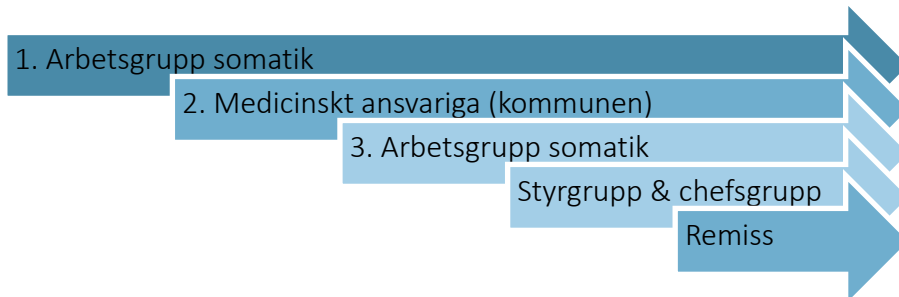 1. Arbetsgrupp somatik
2. Medicinskt ansvariga (kommunen)
3. Arbetsgrupp somatik
Styrgrupp & chefsgrupp
Remiss